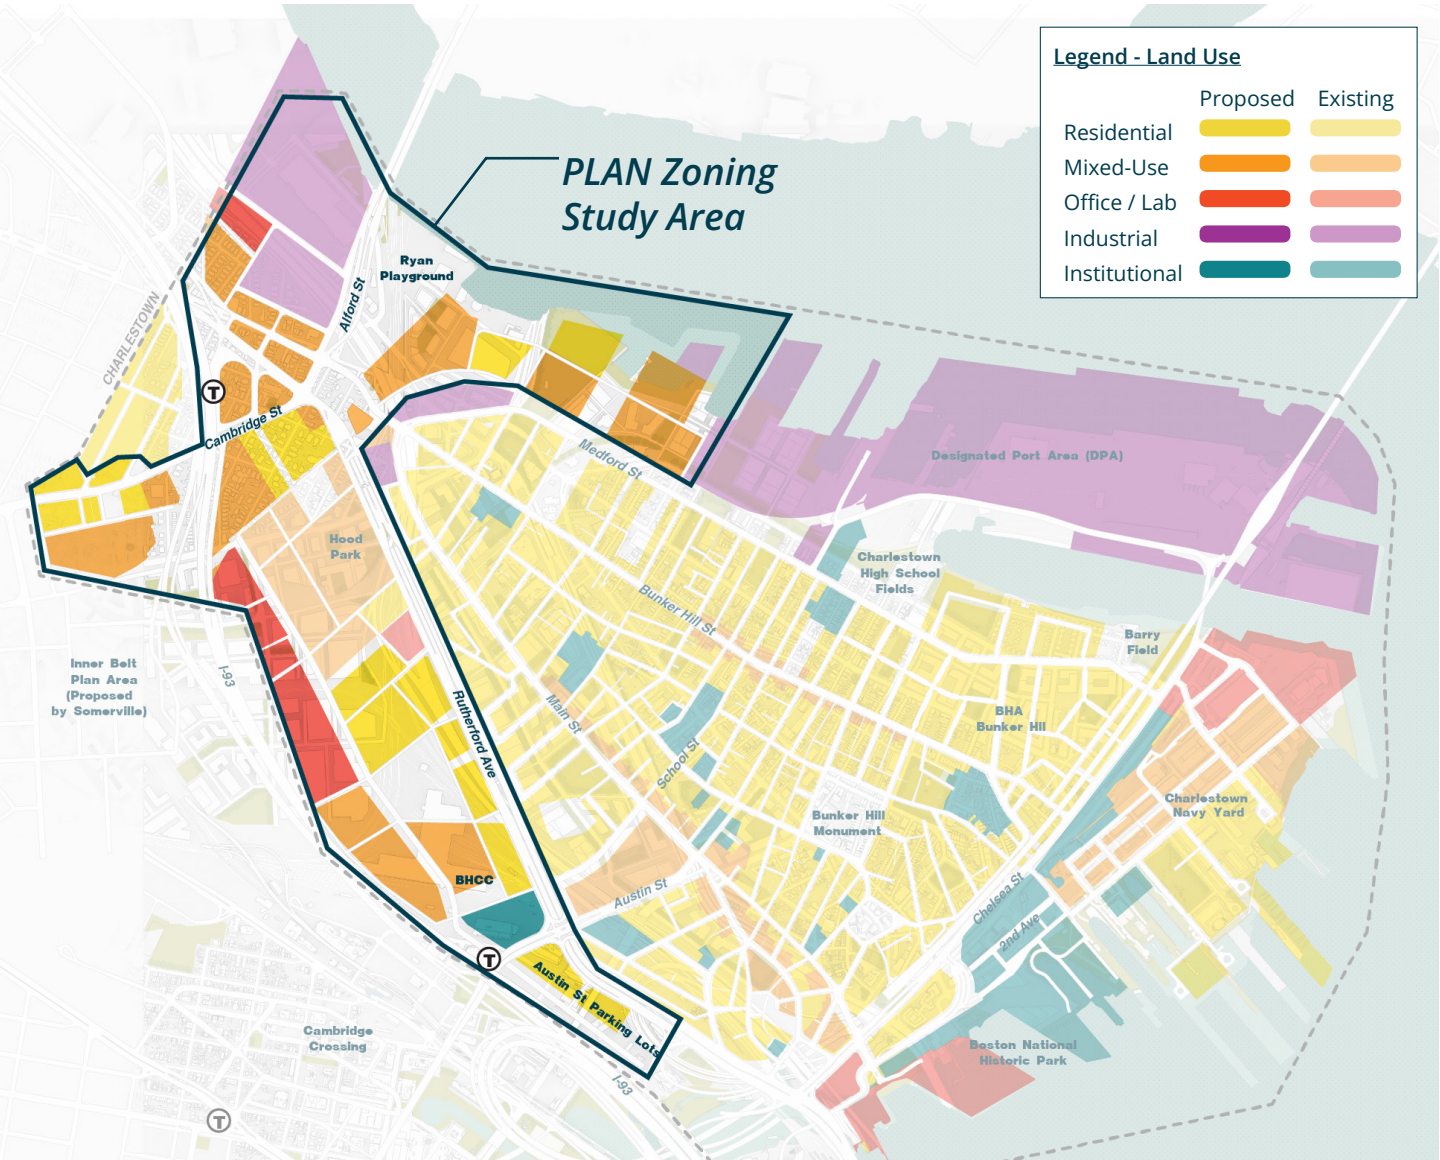 Legend - Land Use
Proposed Existing
Residential
Mixed-Use
Office / Lab
Industrial
Institutional
PLAN Zoning
Study Area
Ryan
Playground
Alford St
CHARLESTOWN
T
Cambridge St
Medford St
Designated Port Area (DPA)
Hood
Park
Charlestown
High School
Fields
Bunker Hill St
Barry
Field
Inner Belt
Plan Area
(Proposed
by Somerville)
I-93
Rutherford Ave
Main St
School St
BHA
Bunker Hll
Bunker Hill
Monument
Charlestown
Navy Yard
BHCC
Austin St
Chelsea St
2nd Ave
T
Austin St Parking Lots
Cambridge
Crossing
Boston National
Historic Park
I-93
T